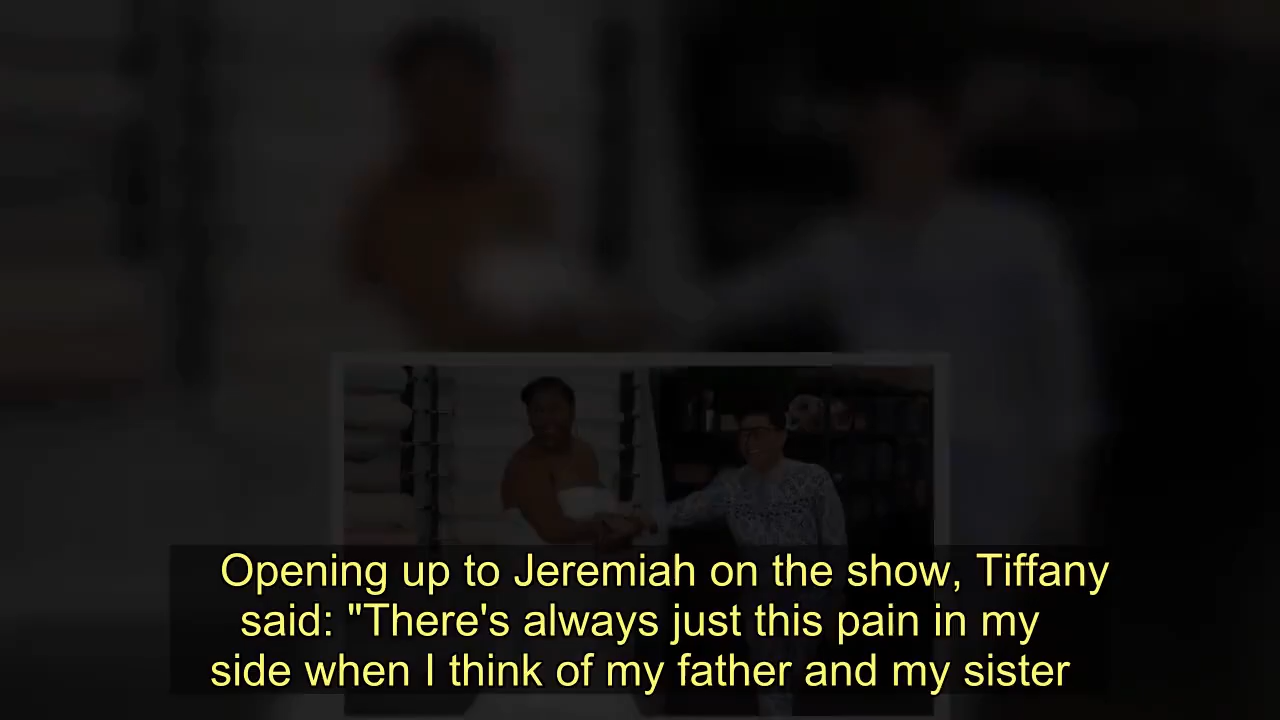 Opening up to Jeremiah on the show, Tiffany
said: "There's always just this pain in my
side when I think of my father and my sister